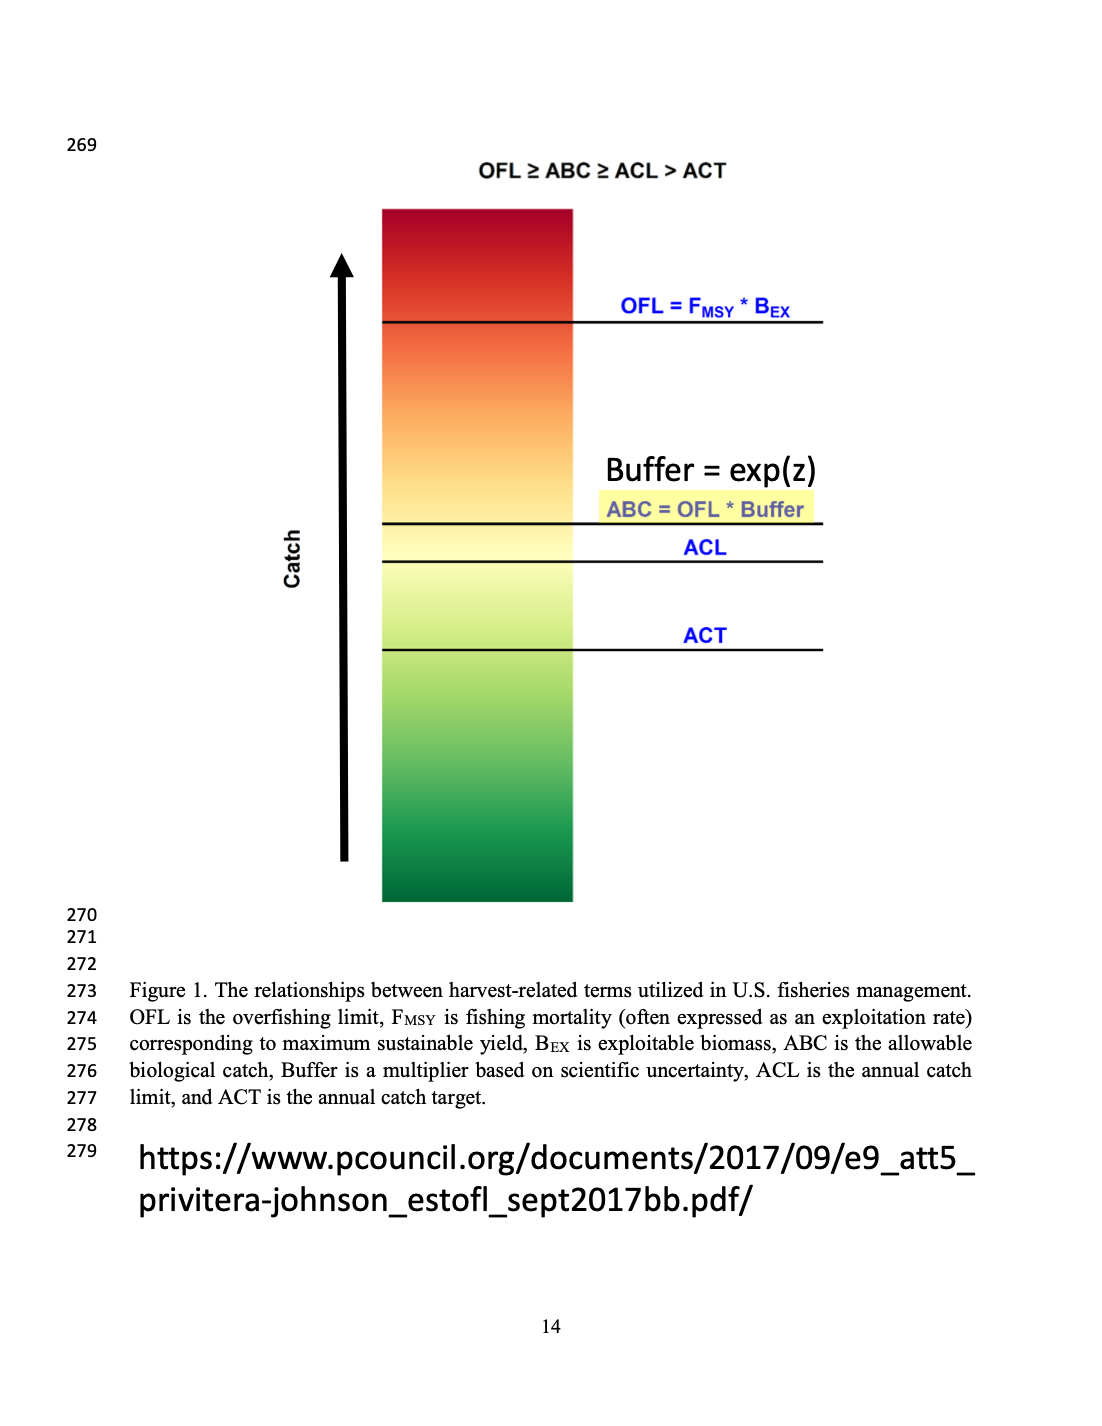 269
OFL ≥ ABC ≥ ACL > ACT
OFL = FMSY * BEX
Buffer = exp(z)
ABC = OFL * Buffer
ACL
Catch
ACT
270
271
272
273 Figure 1. The relationships between harvest-related terms utilized in U.S. fisheries management.
274 OFL is the overfishing limit, FMSY is fishing mortality (often expressed as an exploitation rate)
275 corresponding to maximum sustainable yield, BEX is exploitable biomass, ABC is the allowable
276 biological catch, Buffer is a multiplier based on scientific uncertainty, ACL is the annual catch
277 limit, and ACT is the annual catch target.
278
279 https://www.pcouncil.org/documents/2017/09/e9_att5_
privitera-johnson_estofl_sept2017bb.pdf/
14